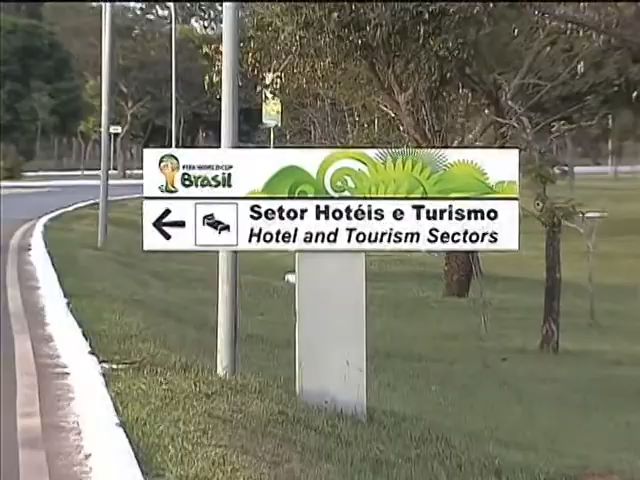 FIFA WORLD CUP
Brasil
Setor Hotéis e Turismo
Hotel and Tourism Sectors